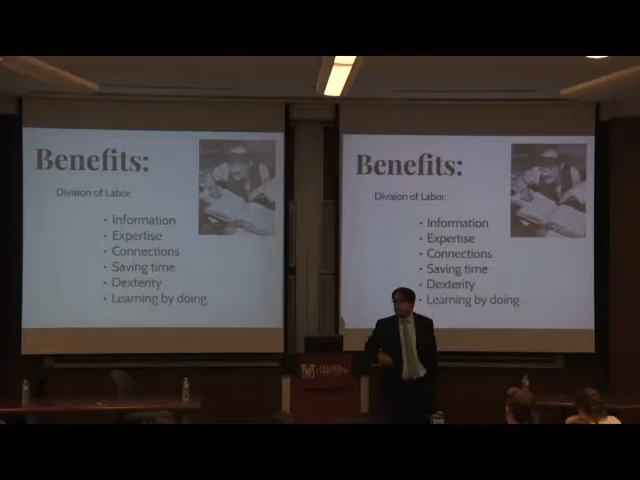 Benefits:
Division of Labor:
• Information
• Expertise
• Connections
• Saving time
• Dexterity
• Learning by doing
Benefits:
Division of Labor:
• Information
• Expertise
• Connections
• Saving time
• Dexterity
• Learning by doing